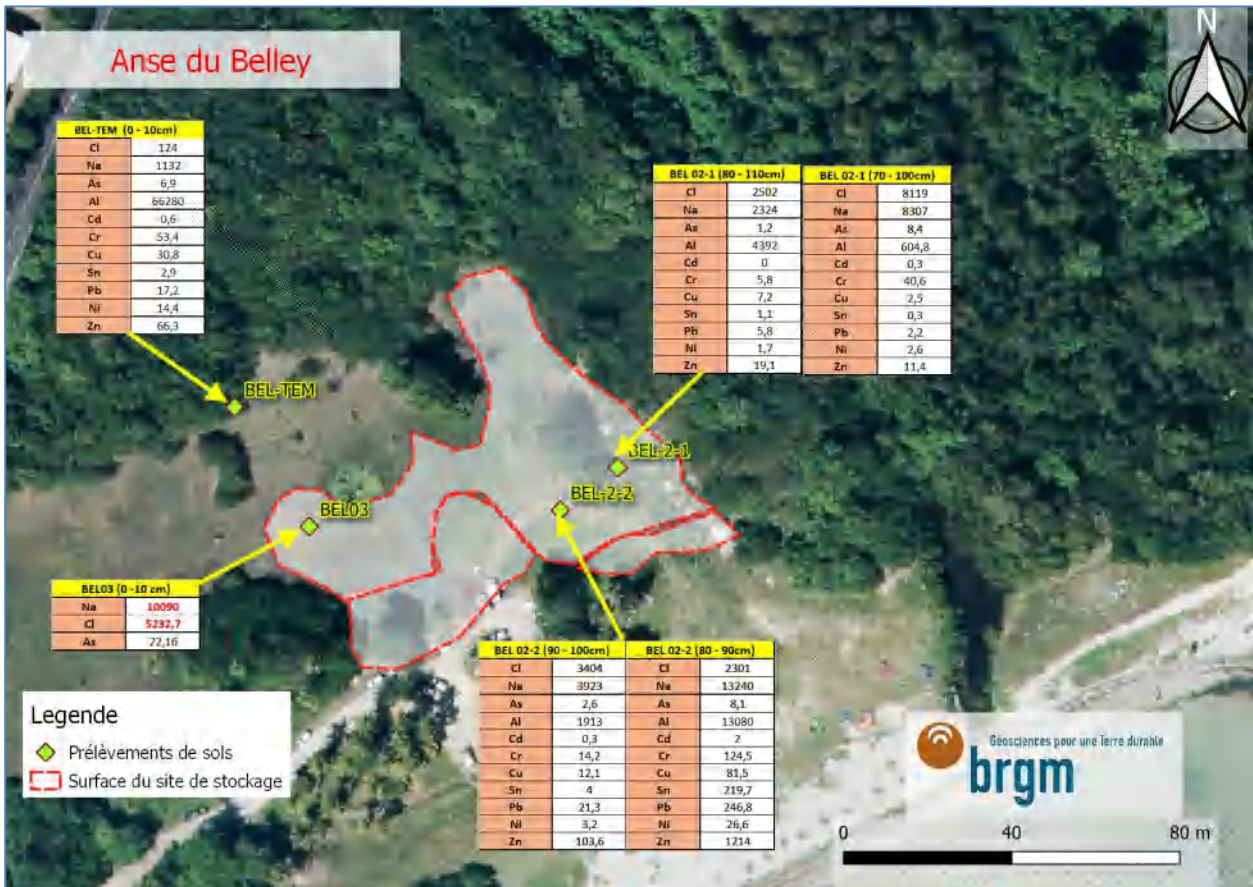 Anse du Belley
N
BEL-TEM (0 - 10cm)
Cl 124
Na 1132
As 6,9
Al 66280
Cd 0,6
Cr 53,4
Cu 30,8
Sn 2,9
Pb 17,2
Ni 14,4
Zn 66,3
BEL 02-1 (80 - 110cm) BEL 02-1 (70 - 100cm)
Cl 2502 Cl 8119
Na 2324 Na 8307
As 1,2 As 8,4
Al 4392 Al 604,8
Cd 0 Cd 0,3
Cr 5,8 Cr 40,6
Cu 7,2 Cu 2,5
Sn 1,1 Sn 0,3
Pb 5,8 Pb 2,2
Ni 1,7 Ni 2,6
Zn 19,1 Zn 11,4
BEL-TEM
BEL-2-1
BEL-2-2
BEL03
BEL03 (0 -10 cm)
Na 10090
Cl 5232,7
As 22,16
BEL 02-2 (90 - 100cm) BEL 02-2 (80 - 90cm)
Cl 3404 Cl 2301
Na 3923 Na 13240
As 2,6 As 8,1
Al 1913 Al 13080
Cd 0,3 Cd 2
Cr 14,2 Cr 124,5
Cu 12,1 Cu 81,5
Sn 4 Sn 219,7
Pb 21,3 Pb 246,8
Ni 3,2 Ni 26,6
Zn 103,6 Zn 1214
Legende
Prélèvements de sols
Surface du site de stockage
Géosciences pour une Terre durable
brgm
0 40 80 m